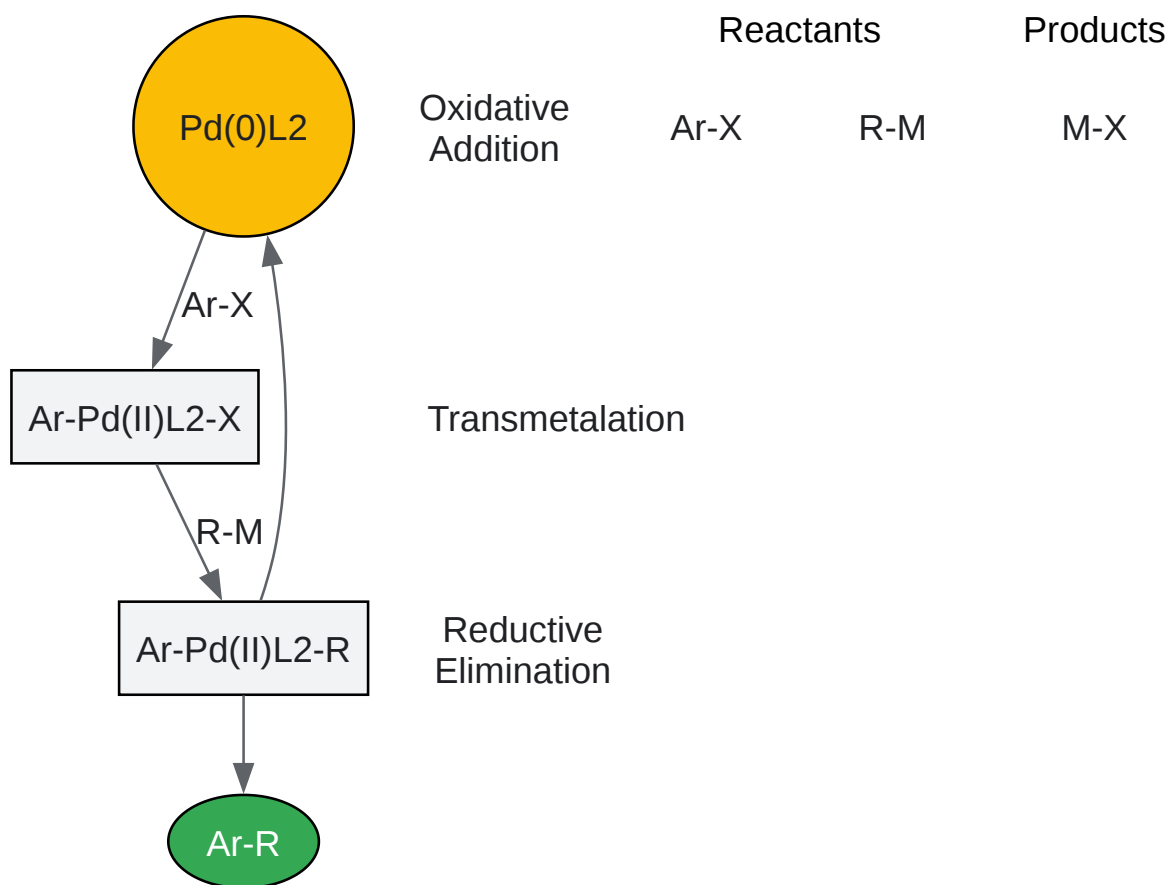 Reactants
Products
Pd(0)L2
Oxidative
Addition
Ar-X
R-M
M-X
Ar-X
Ar-Pd(II)L2-X
Transmetalation
R-M
Ar-Pd(II)L2-R
Reductive
Elimination
Ar-R